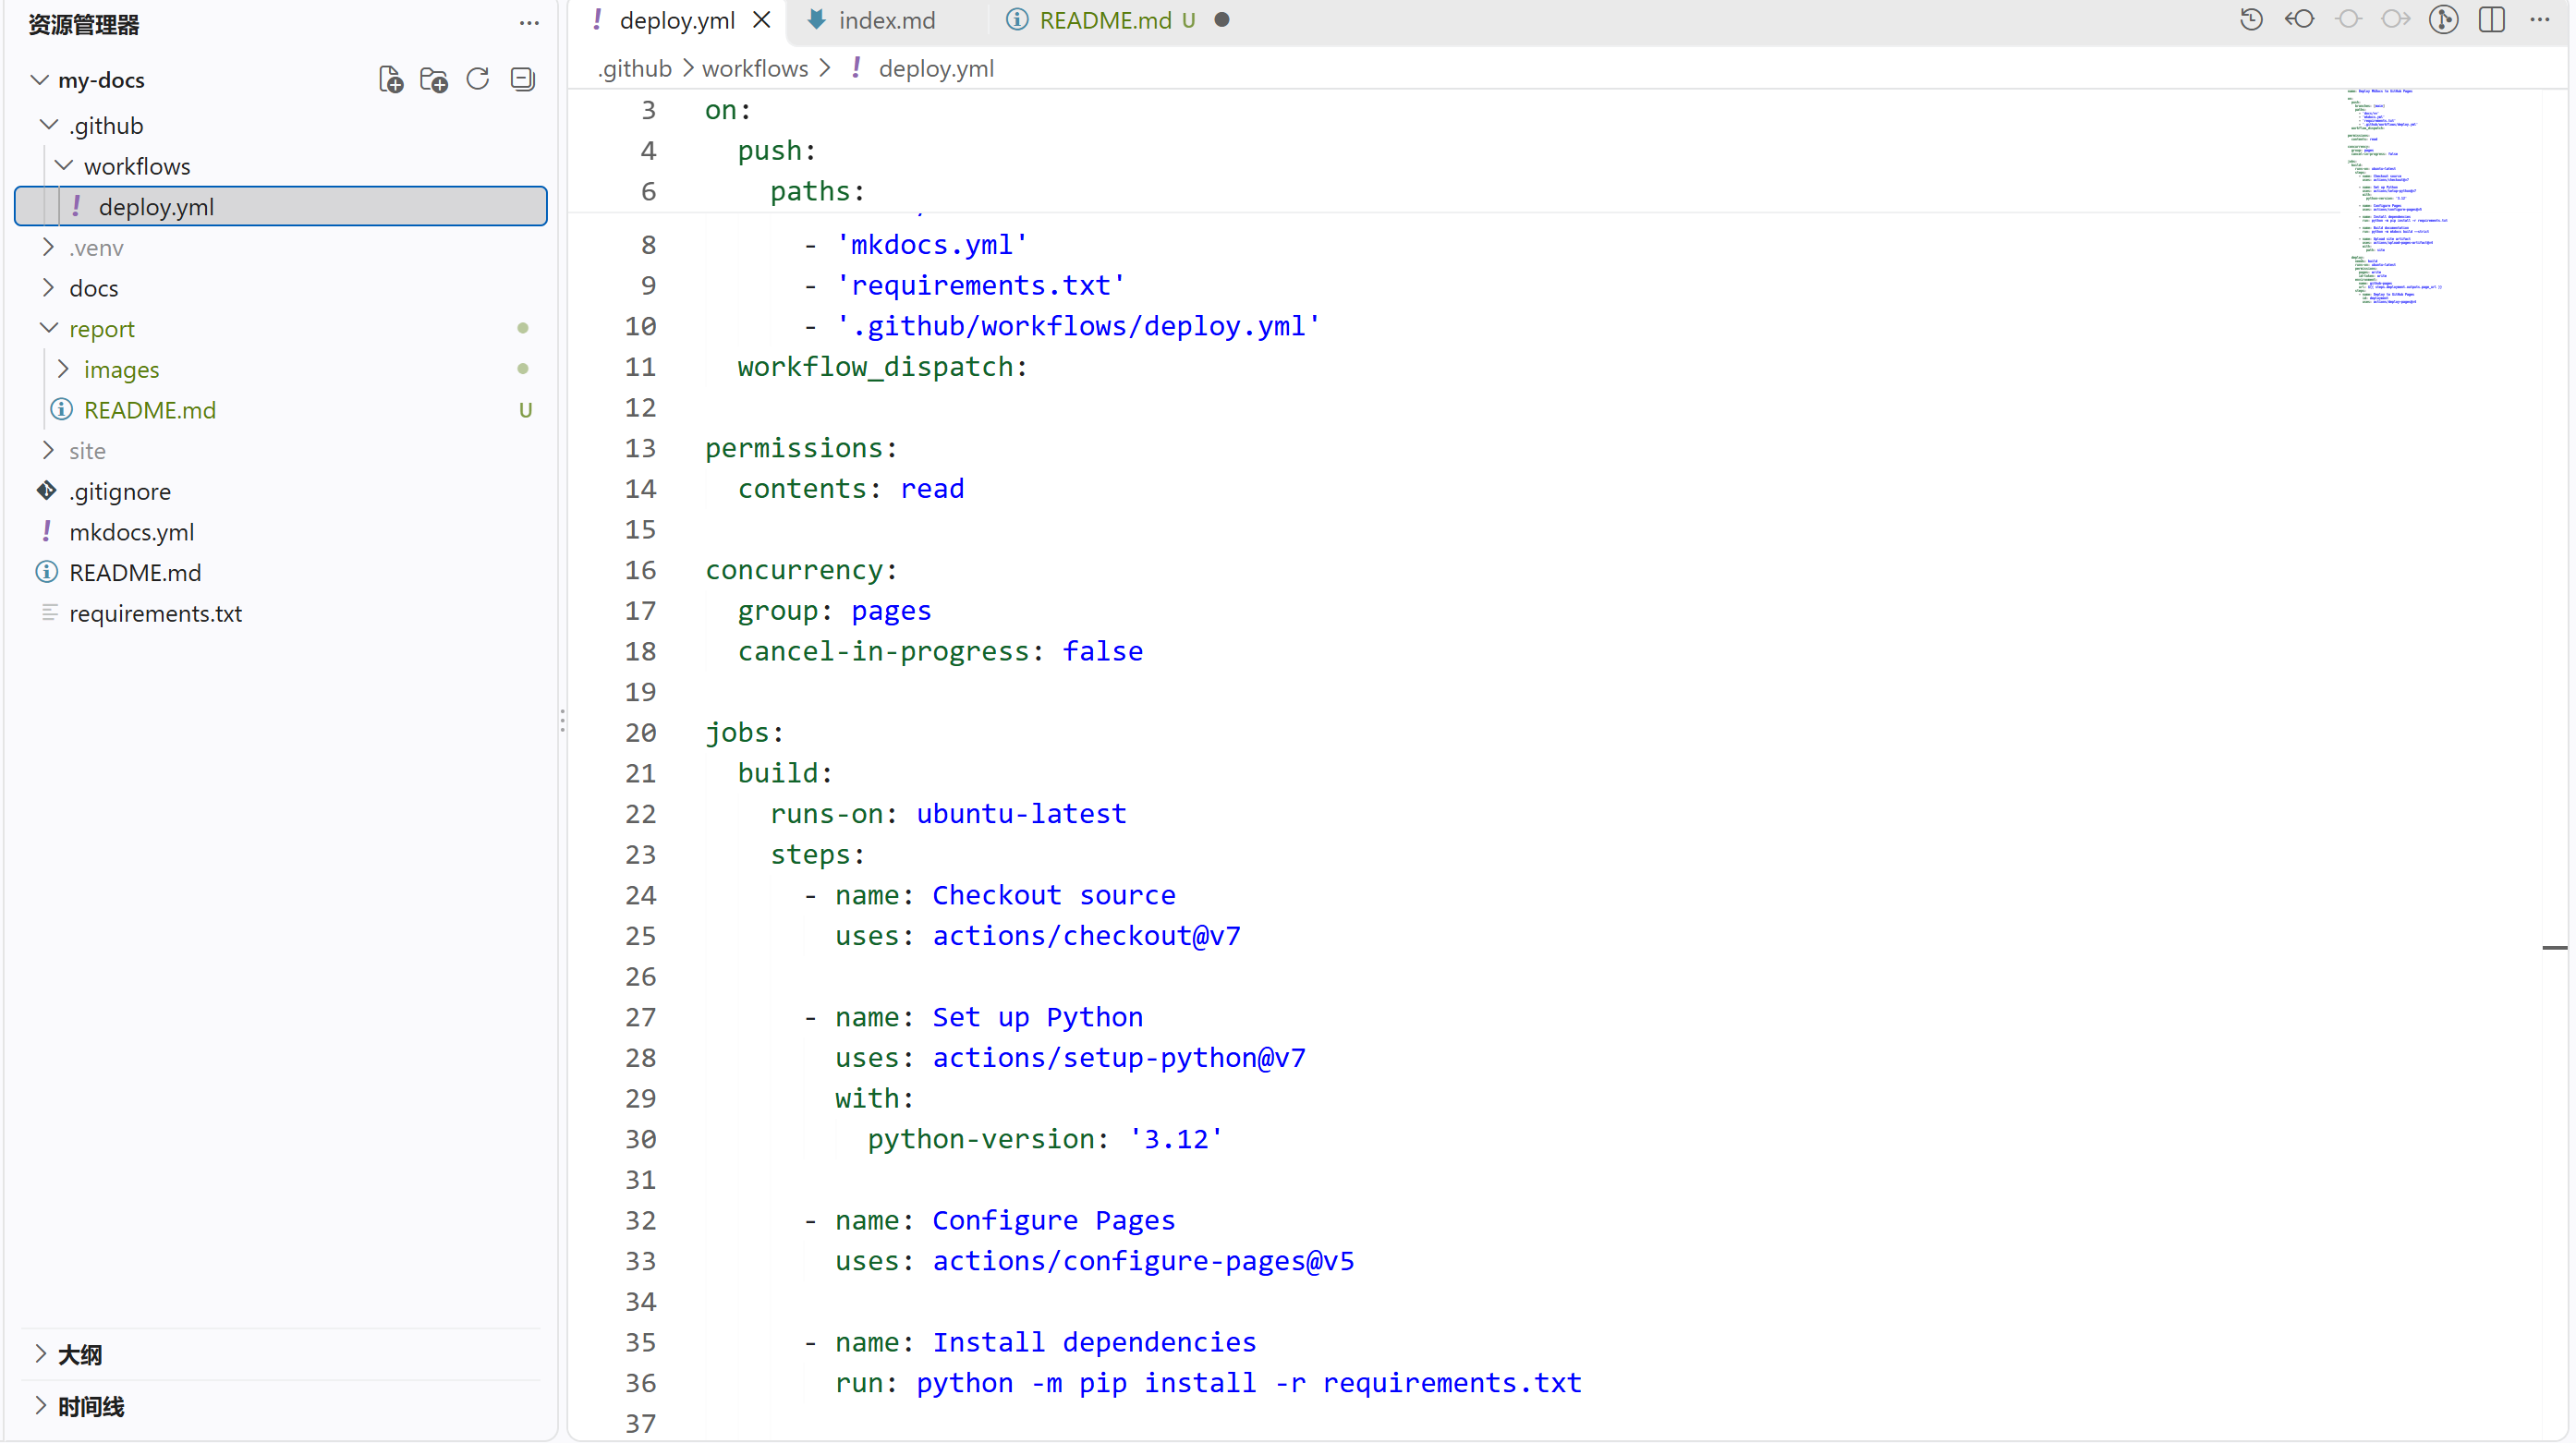 资源管理器
my-docs
.github
workflows
deploy.yml
.venv
docs
report
images
README.md U
site
.gitignore
mkdocs.yml
README.md
requirements.txt
大纲
时间线
deploy.yml
index.md
README.md U
.github > workflows > deploy.yml
3 on:
4   push:
6     paths:
8       - 'mkdocs.yml'
9       - 'requirements.txt'
10       - '.github/workflows/deploy.yml'
11   workflow_dispatch:
12
13 permissions:
14   contents: read
15
16 concurrency:
17   group: pages
18   cancel-in-progress: false
19
20 jobs:
21   build:
22     runs-on: ubuntu-latest
23     steps:
24       - name: Checkout source
25         uses: actions/checkout@v7
26
27       - name: Set up Python
28         uses: actions/setup-python@v7
29         with:
30           python-version: '3.12'
31
32       - name: Configure Pages
33         uses: actions/configure-pages@v5
34
35       - name: Install dependencies
36         run: python -m pip install -r requirements.txt
37